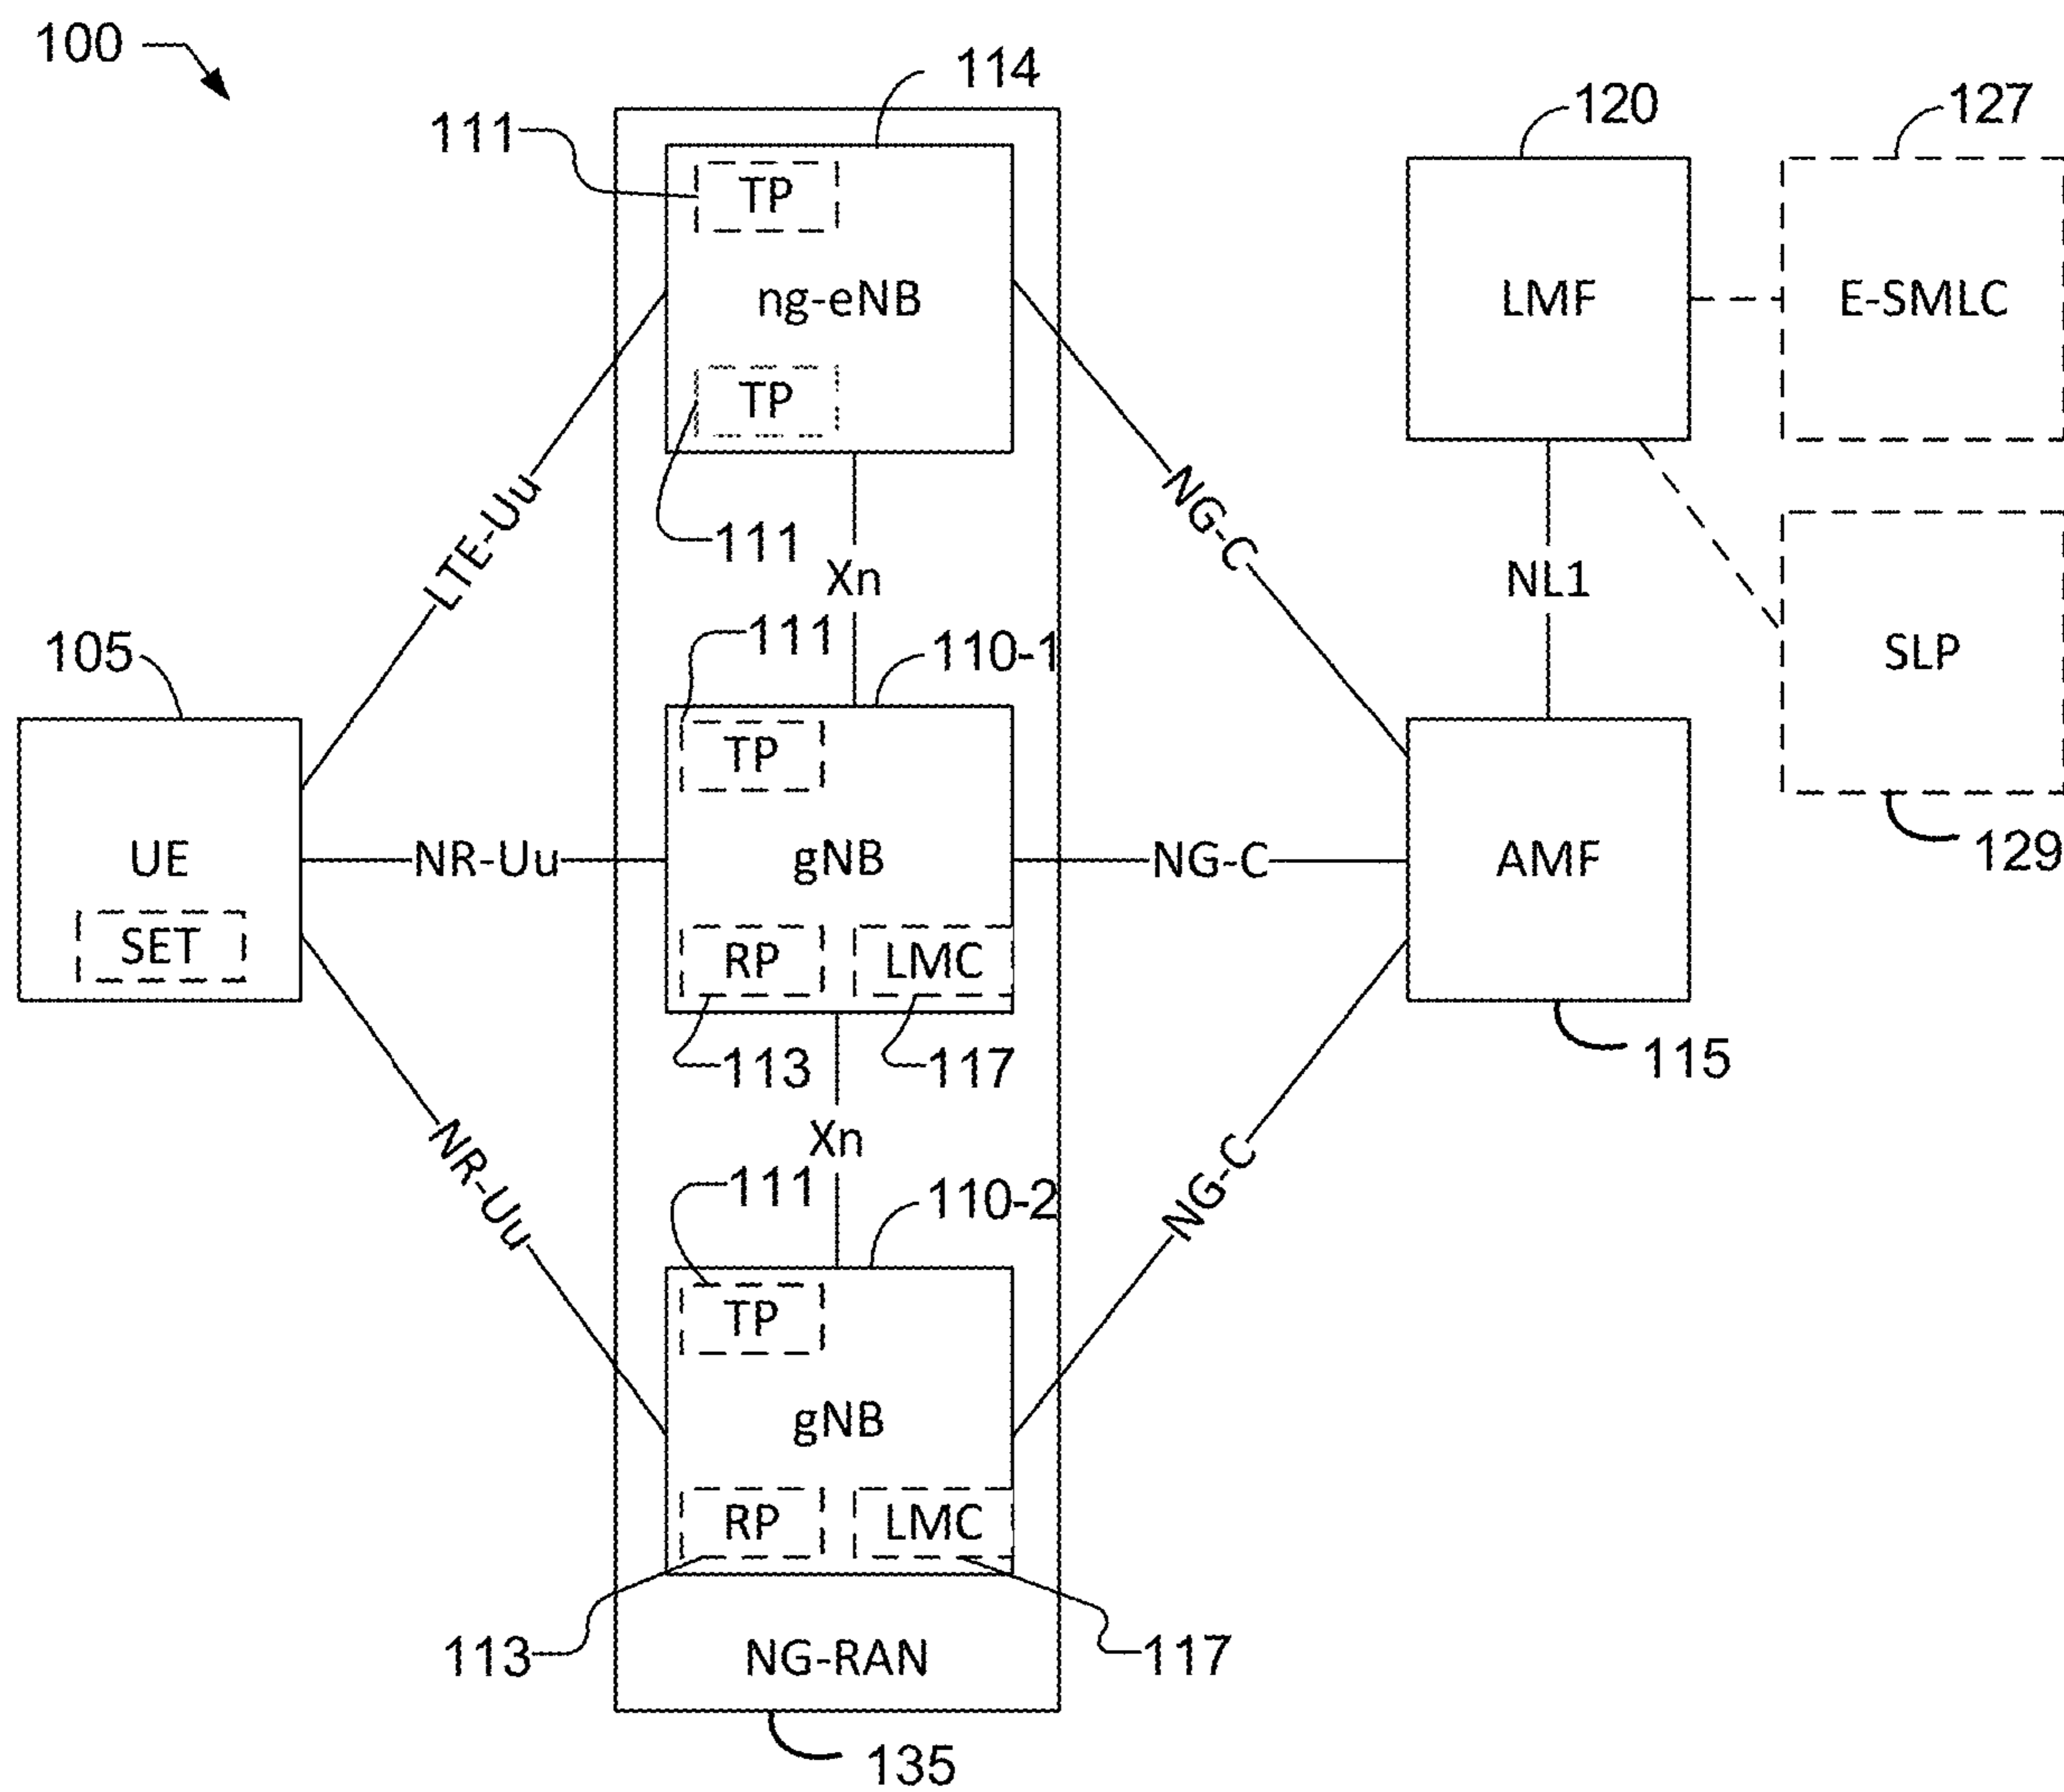 100
114
111
120
127
TP
ng-eNB
LMF
E-SMLC
TP
LTE-Uu
111
NG-C
Xn
NL1
111
110-1
SLP
105
TP
129
UE
NR-Uu
gNB
NG-C
AMF
SET
RP
LMC
113
117
115
Xn
NR-Uu
111
110-2
NG-C
TP
gNB
RP
LMC
113
NG-RAN
117
135